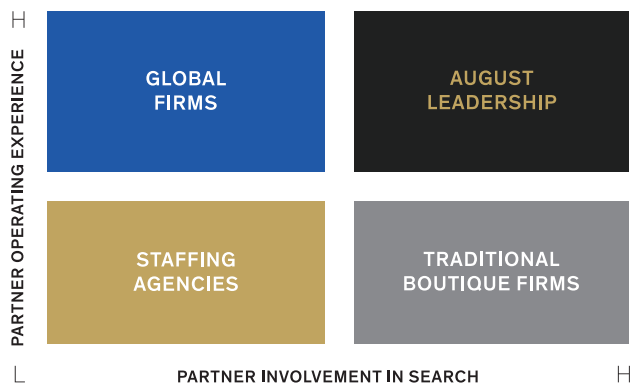 H
PARTNER OPERATING EXPERIENCE
GLOBAL
FIRMS
AUGUST
LEADERSHIP
STAFFING
AGENCIES
TRADITIONAL
BOUTIQUE FIRMS
L
PARTNER INVOLVEMENT IN SEARCH
H